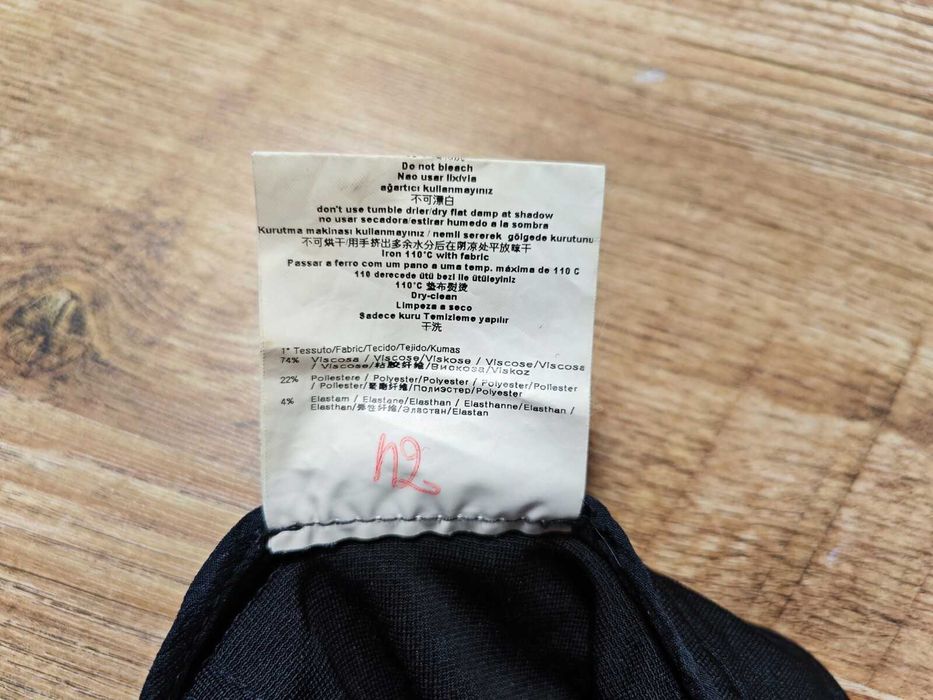 Do not bleach
Nao usar lixívia
ağartici kullanmayınız
不可漂白
don't use tumble drier/dry flat damp at shadow
no usar secadora/estirar humedo a la sombra
Kurutma makinası kullanmayınız / nemli sererek gölgede kurutunu
不可烘干/用手挤出多余水分后在阴凉处平放晾干
Iron 110°C with fabric
Passar a ferro com um pano a uma temp. máxima de 110 C
110 derecede ütü bezi ile ütüleyiniz
110°C 垫布熨烫
Dry-clean
Limpeza a seco
Sadece kuru Temizleme yapılır
干洗
1° Tessuto/Fabric/Tecido/Tejido/Kumas
74% Viscosa / Viscose/Viskose / Viscose/Viscosa
/ Viscose/粘胶纤维/Вискоза/Viskoz
22% Poliestere / Polyester/Polyester / Polyester/Poliester
/ Poliester/聚酯纤维/Полиэстер/Polyester
4% Elastam / Elastane/Elasthan / Elasthanne/Elasthan /
Elasthan/弹性纤维/Эластан/Elastan
n2